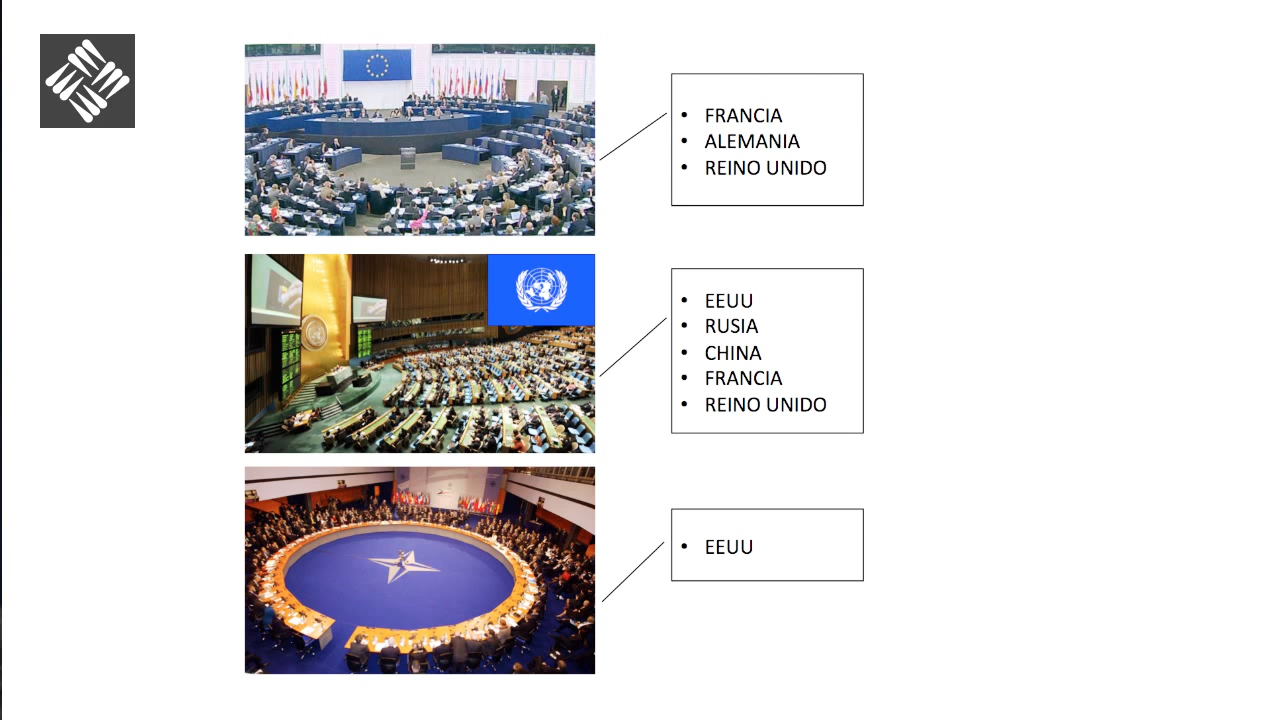 • FRANCIA
• ALEMANIA
• REINO UNIDO
• EEUU
• RUSIA
• CHINA
• FRANCIA
• REINO UNIDO
• EEUU